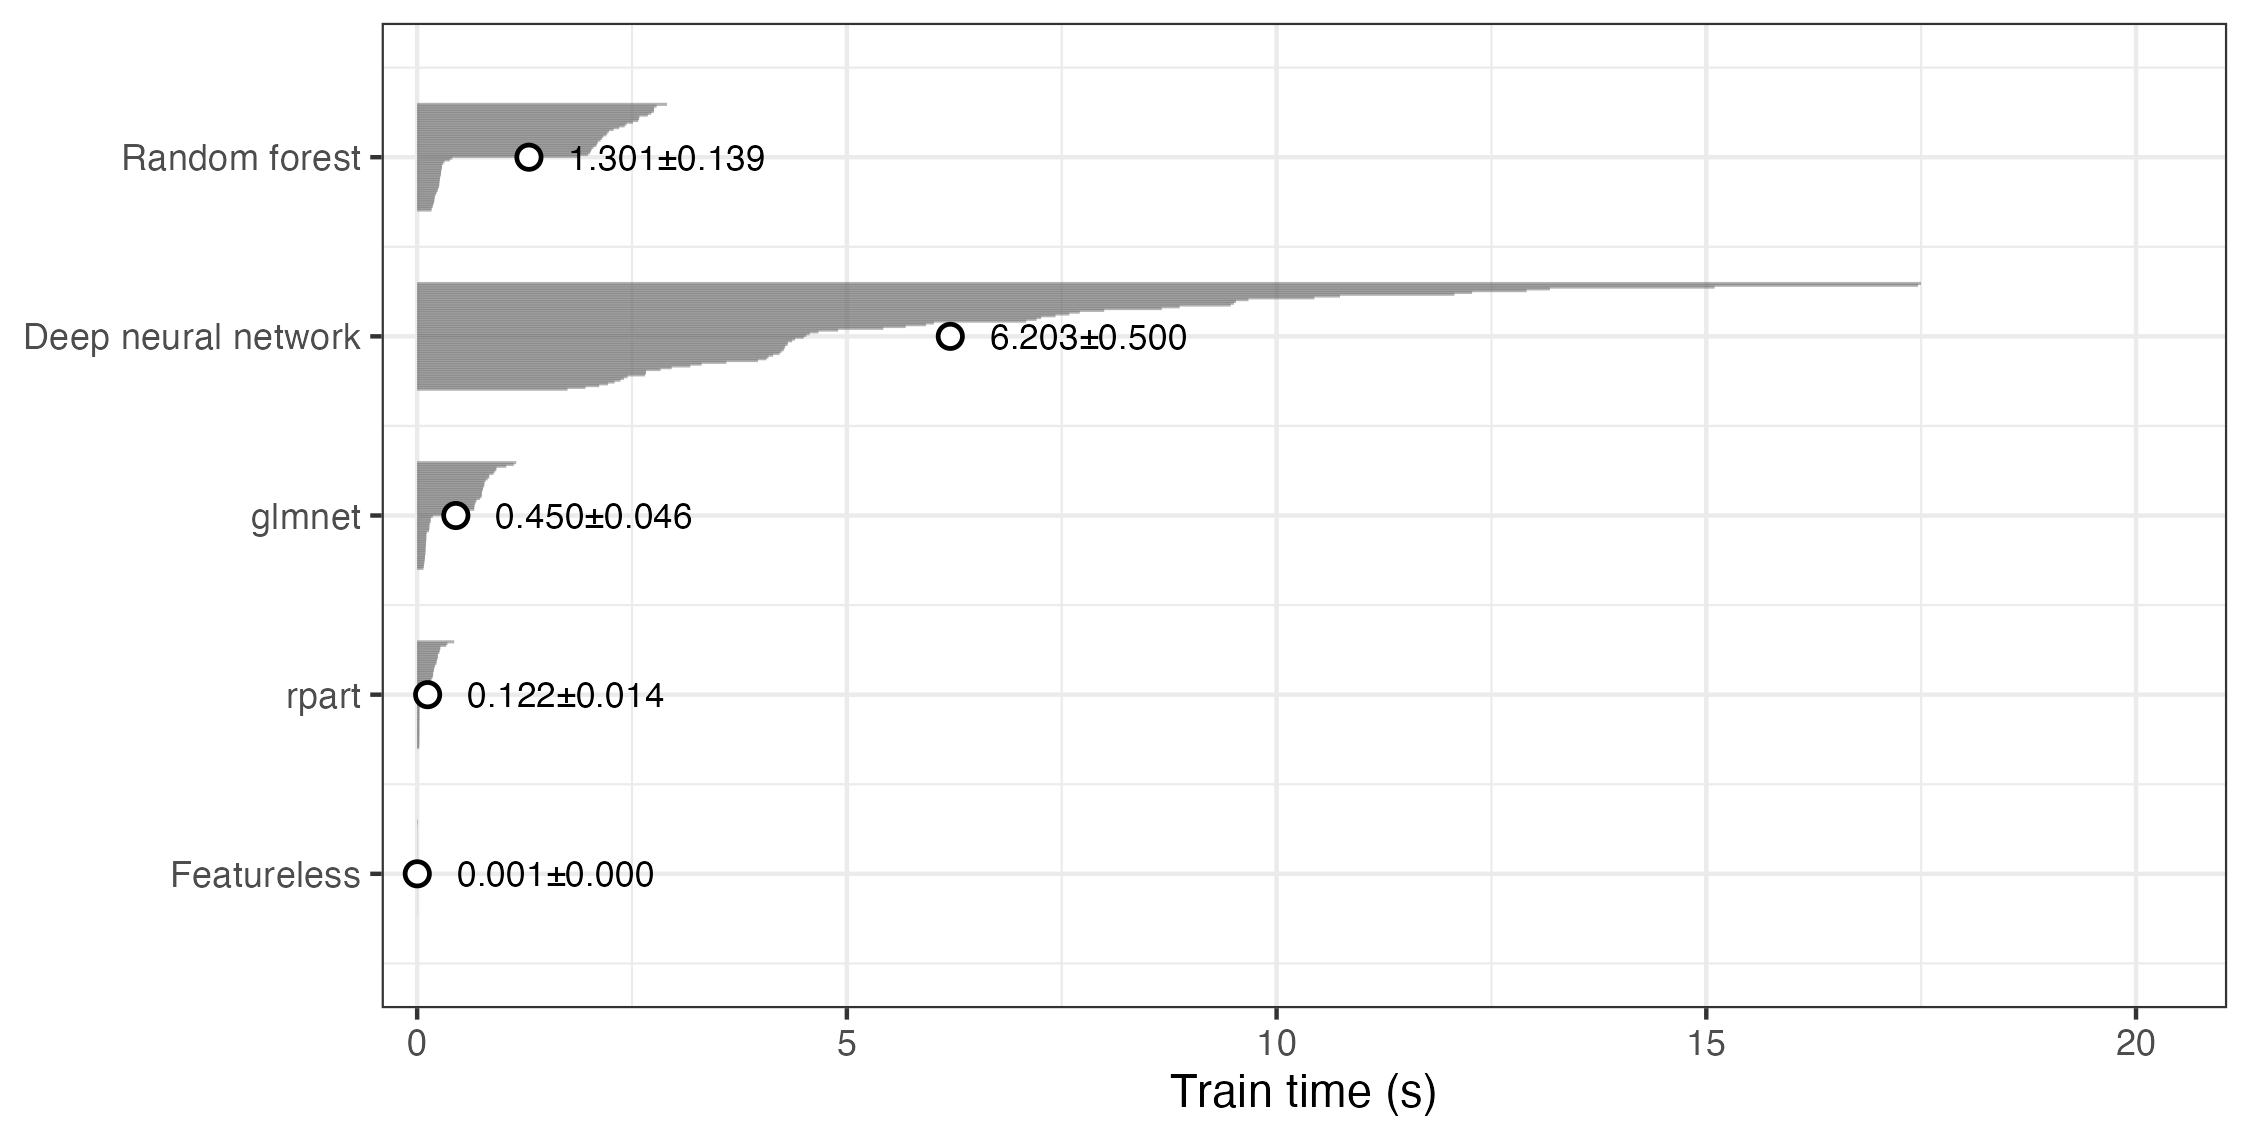 Random forest 1.301±0.139
Deep neural network 6.203±0.500
glmnet 0.450±0.046
rpart 0.122±0.014
Featureless 0.001±0.000
0 5 10 15 20
Train time (s)